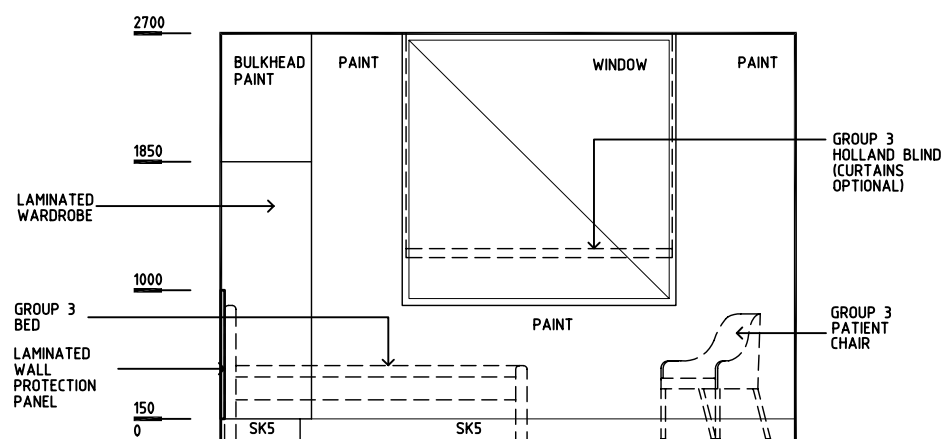 2700
BULKHEAD
PAINT
PAINT
WINDOW
PAINT
1850
GROUP 3
HOLLAND BLIND
(CURTAINS
OPTIONAL)
LAMINATED
WARDROBE
1000
GROUP 3
BED
PAINT
GROUP 3
PATIENT
CHAIR
LAMINATED
WALL
PROTECTION
PANEL
150
0
SK5
SK5